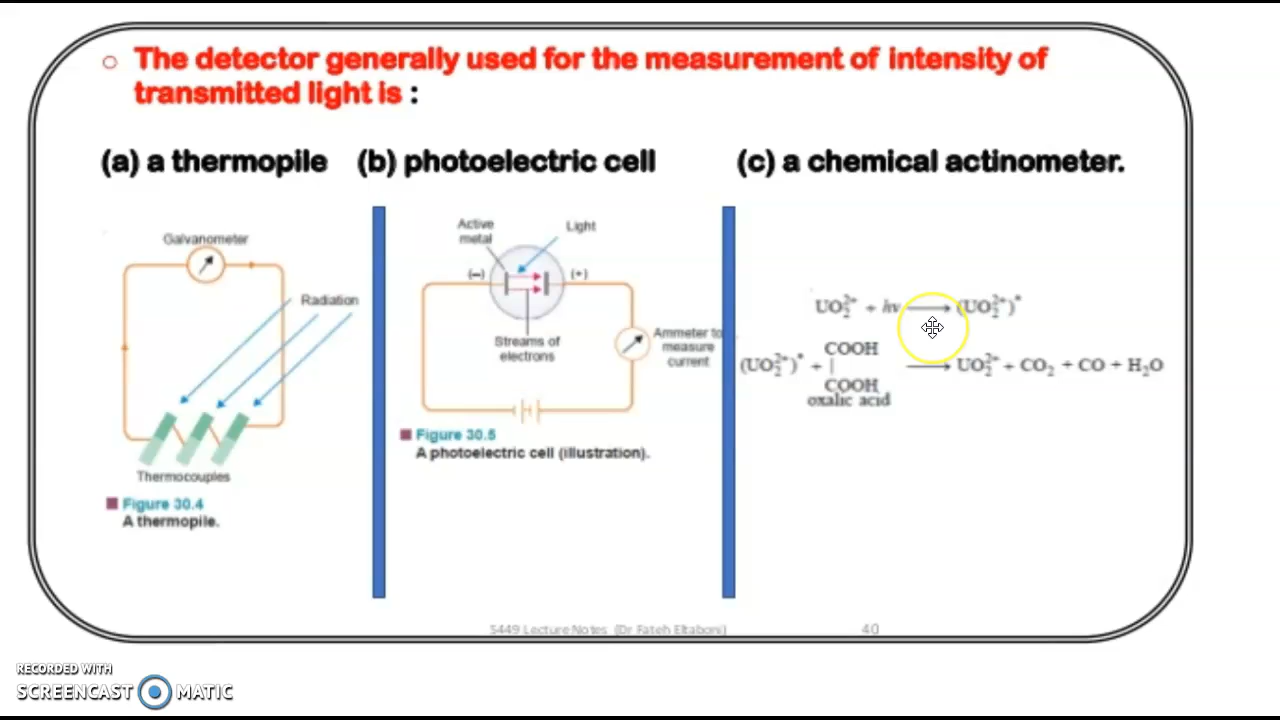 The detector generally used for the measurement of intensity of
transmitted light is :
(a) a thermopile (b) photoelectric cell (c) a chemical actinometer.
Galvanometer
Radiation
Thermocouples
Figure 30.4
A thermopile.
Active
metal
Light
(–) (+)
Streams of
electrons
Ammeter to
measure
current
Figure 30.5
A photoelectric cell (illustration).
UO₂²⁺ + hν ⟶ (UO₂²⁺)*
COOH
(UO₂²⁺)* + | ⟶ UO₂²⁺ + CO₂ + CO + H₂O
COOH
oxalic acid
S449 Lecture Notes (Dr Fateh Eltaboni) 40
RECORDED WITH
SCREENCAST MATIC